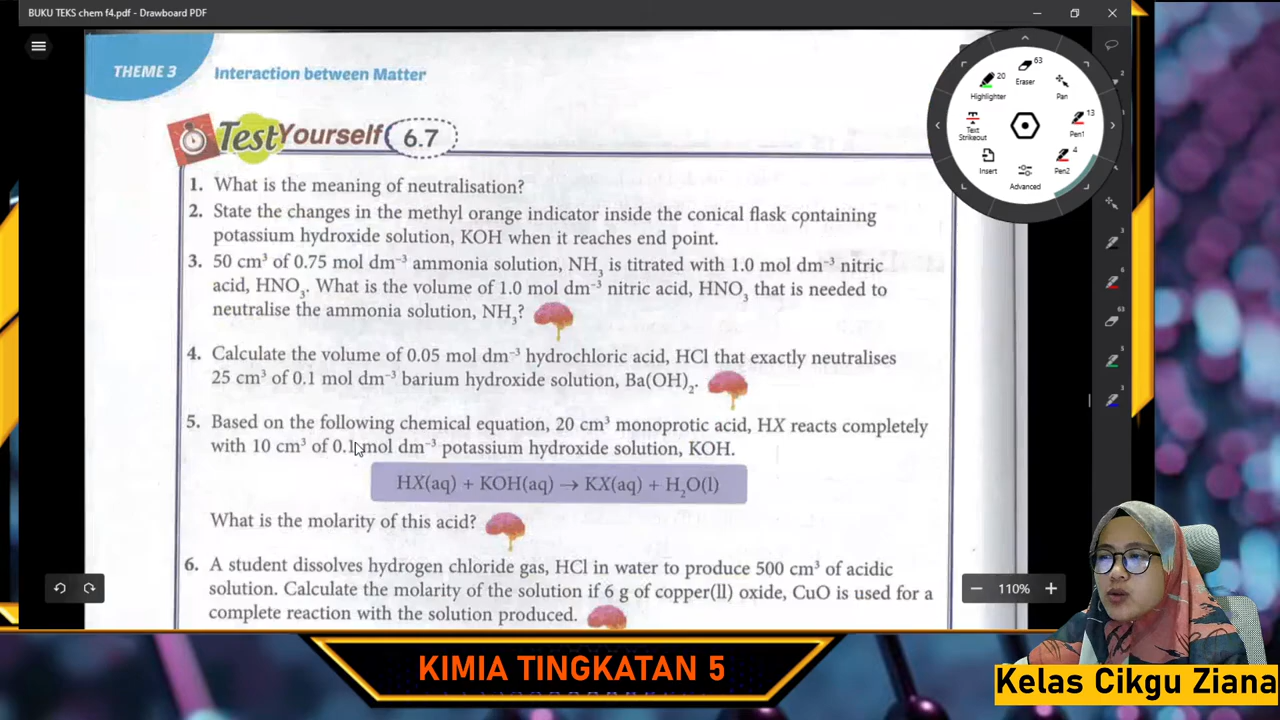 BUKU TEKS chem f4.pdf - Drawboard PDF
THEME 3 Interaction between Matter
Test Yourself 6.7
1. What is the meaning of neutralisation?
2. State the changes in the methyl orange indicator inside the conical flask containing
potassium hydroxide solution, KOH when it reaches end point.
3. 50 cm³ of 0.75 mol dm⁻³ ammonia solution, NH₃ is titrated with 1.0 mol dm⁻³ nitric
acid, HNO₃. What is the volume of 1.0 mol dm⁻³ nitric acid, HNO₃ that is needed to
neutralise the ammonia solution, NH₃?
4. Calculate the volume of 0.05 mol dm⁻³ hydrochloric acid, HCl that exactly neutralises
25 cm³ of 0.1 mol dm⁻³ barium hydroxide solution, Ba(OH)₂.
5. Based on the following chemical equation, 20 cm³ monoprotic acid, HX reacts completely
with 10 cm³ of 0.1 mol dm⁻³ potassium hydroxide solution, KOH.
HX(aq) + KOH(aq) → KX(aq) + H₂O(l)
What is the molarity of this acid?
6. A student dissolves hydrogen chloride gas, HCl in water to produce 500 cm³ of acidic
solution. Calculate the molarity of the solution if 6 g of copper(ll) oxide, CuO is used for a
complete reaction with the solution produced.
63
Eraser
20
Highlighter
Pan
Text
Strikeout
13
Pen1
Insert
4
Pen2
Advanced
110%
KIMIA TINGKATAN 5
Kelas Cikgu Ziana